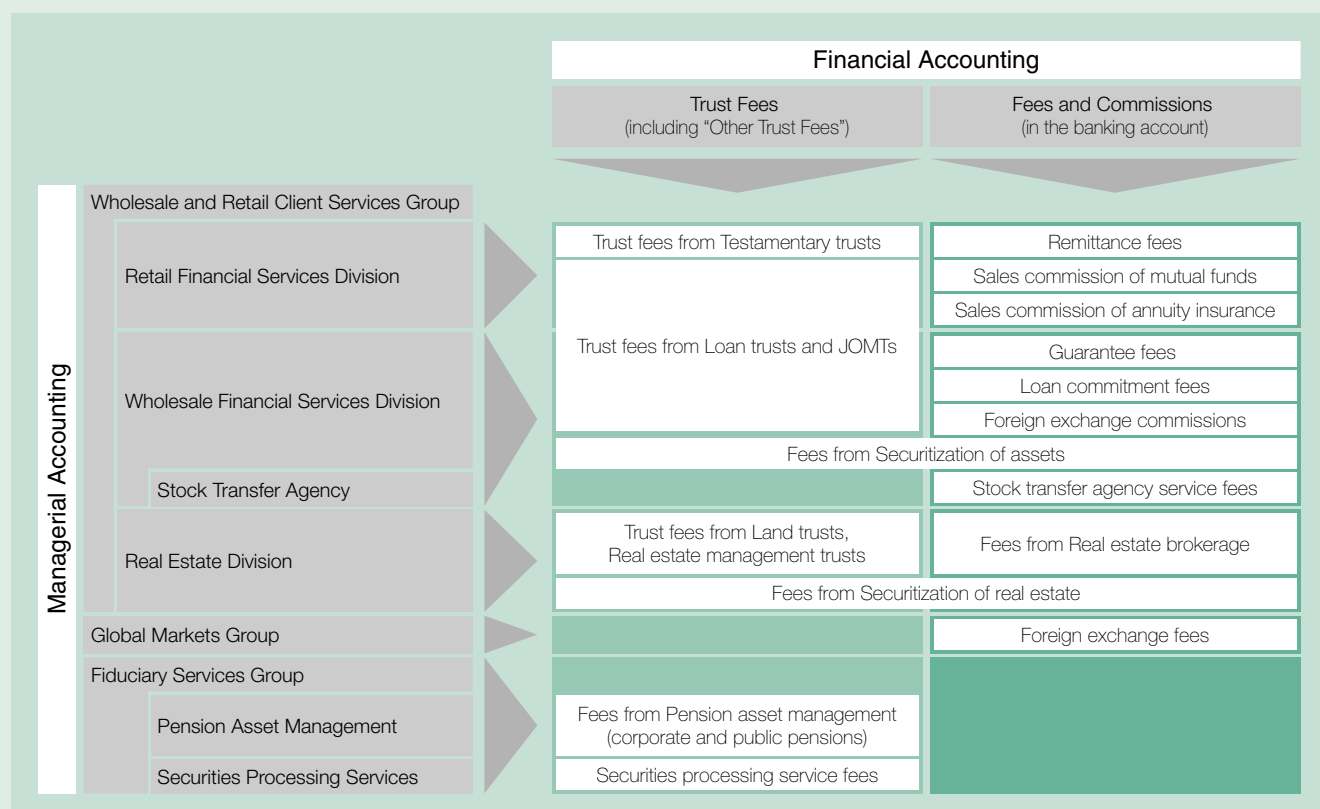 Financial Accounting
Trust Fees
(including “Other Trust Fees”)
Fees and Commissions
(in the banking account)
Managerial Accounting
Wholesale and Retail Client Services Group
Retail Financial Services Division
Trust fees from Testamentary trusts
Remittance fees
Sales commission of mutual funds
Sales commission of annuity insurance
Wholesale Financial Services Division
Trust fees from Loan trusts and JOMTs
Guarantee fees
Loan commitment fees
Foreign exchange commissions
Fees from Securitization of assets
Stock Transfer Agency
Stock transfer agency service fees
Real Estate Division
Trust fees from Land trusts,
Real estate management trusts
Fees from Real estate brokerage
Fees from Securitization of real estate
Global Markets Group
Foreign exchange fees
Fiduciary Services Group
Pension Asset Management
Fees from Pension asset management
(corporate and public pensions)
Securities Processing Services
Securities processing service fees